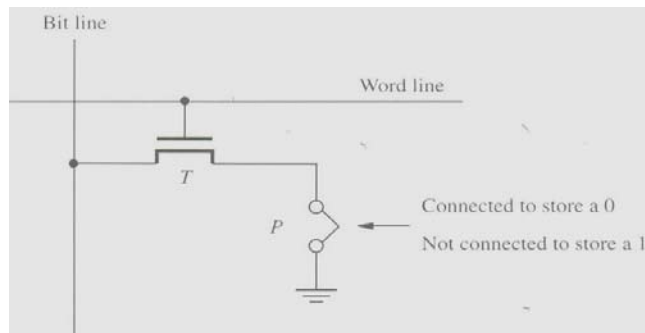 Bit line
Word line
T
P
Connected to store a 0
Not connected to store a 1